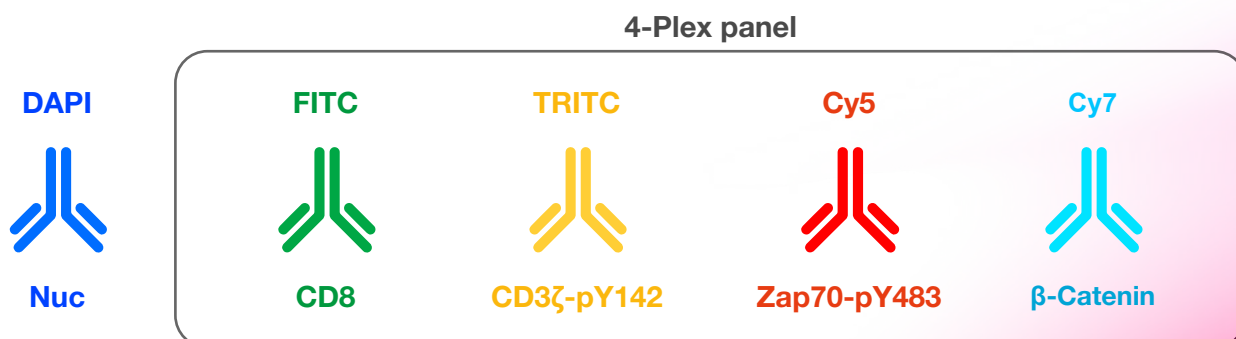 4-Plex panel
DAPI FITC TRITC Cy5 Cy7
Nuc CD8 CD3ζ-pY142 Zap70-pY483 β-Catenin